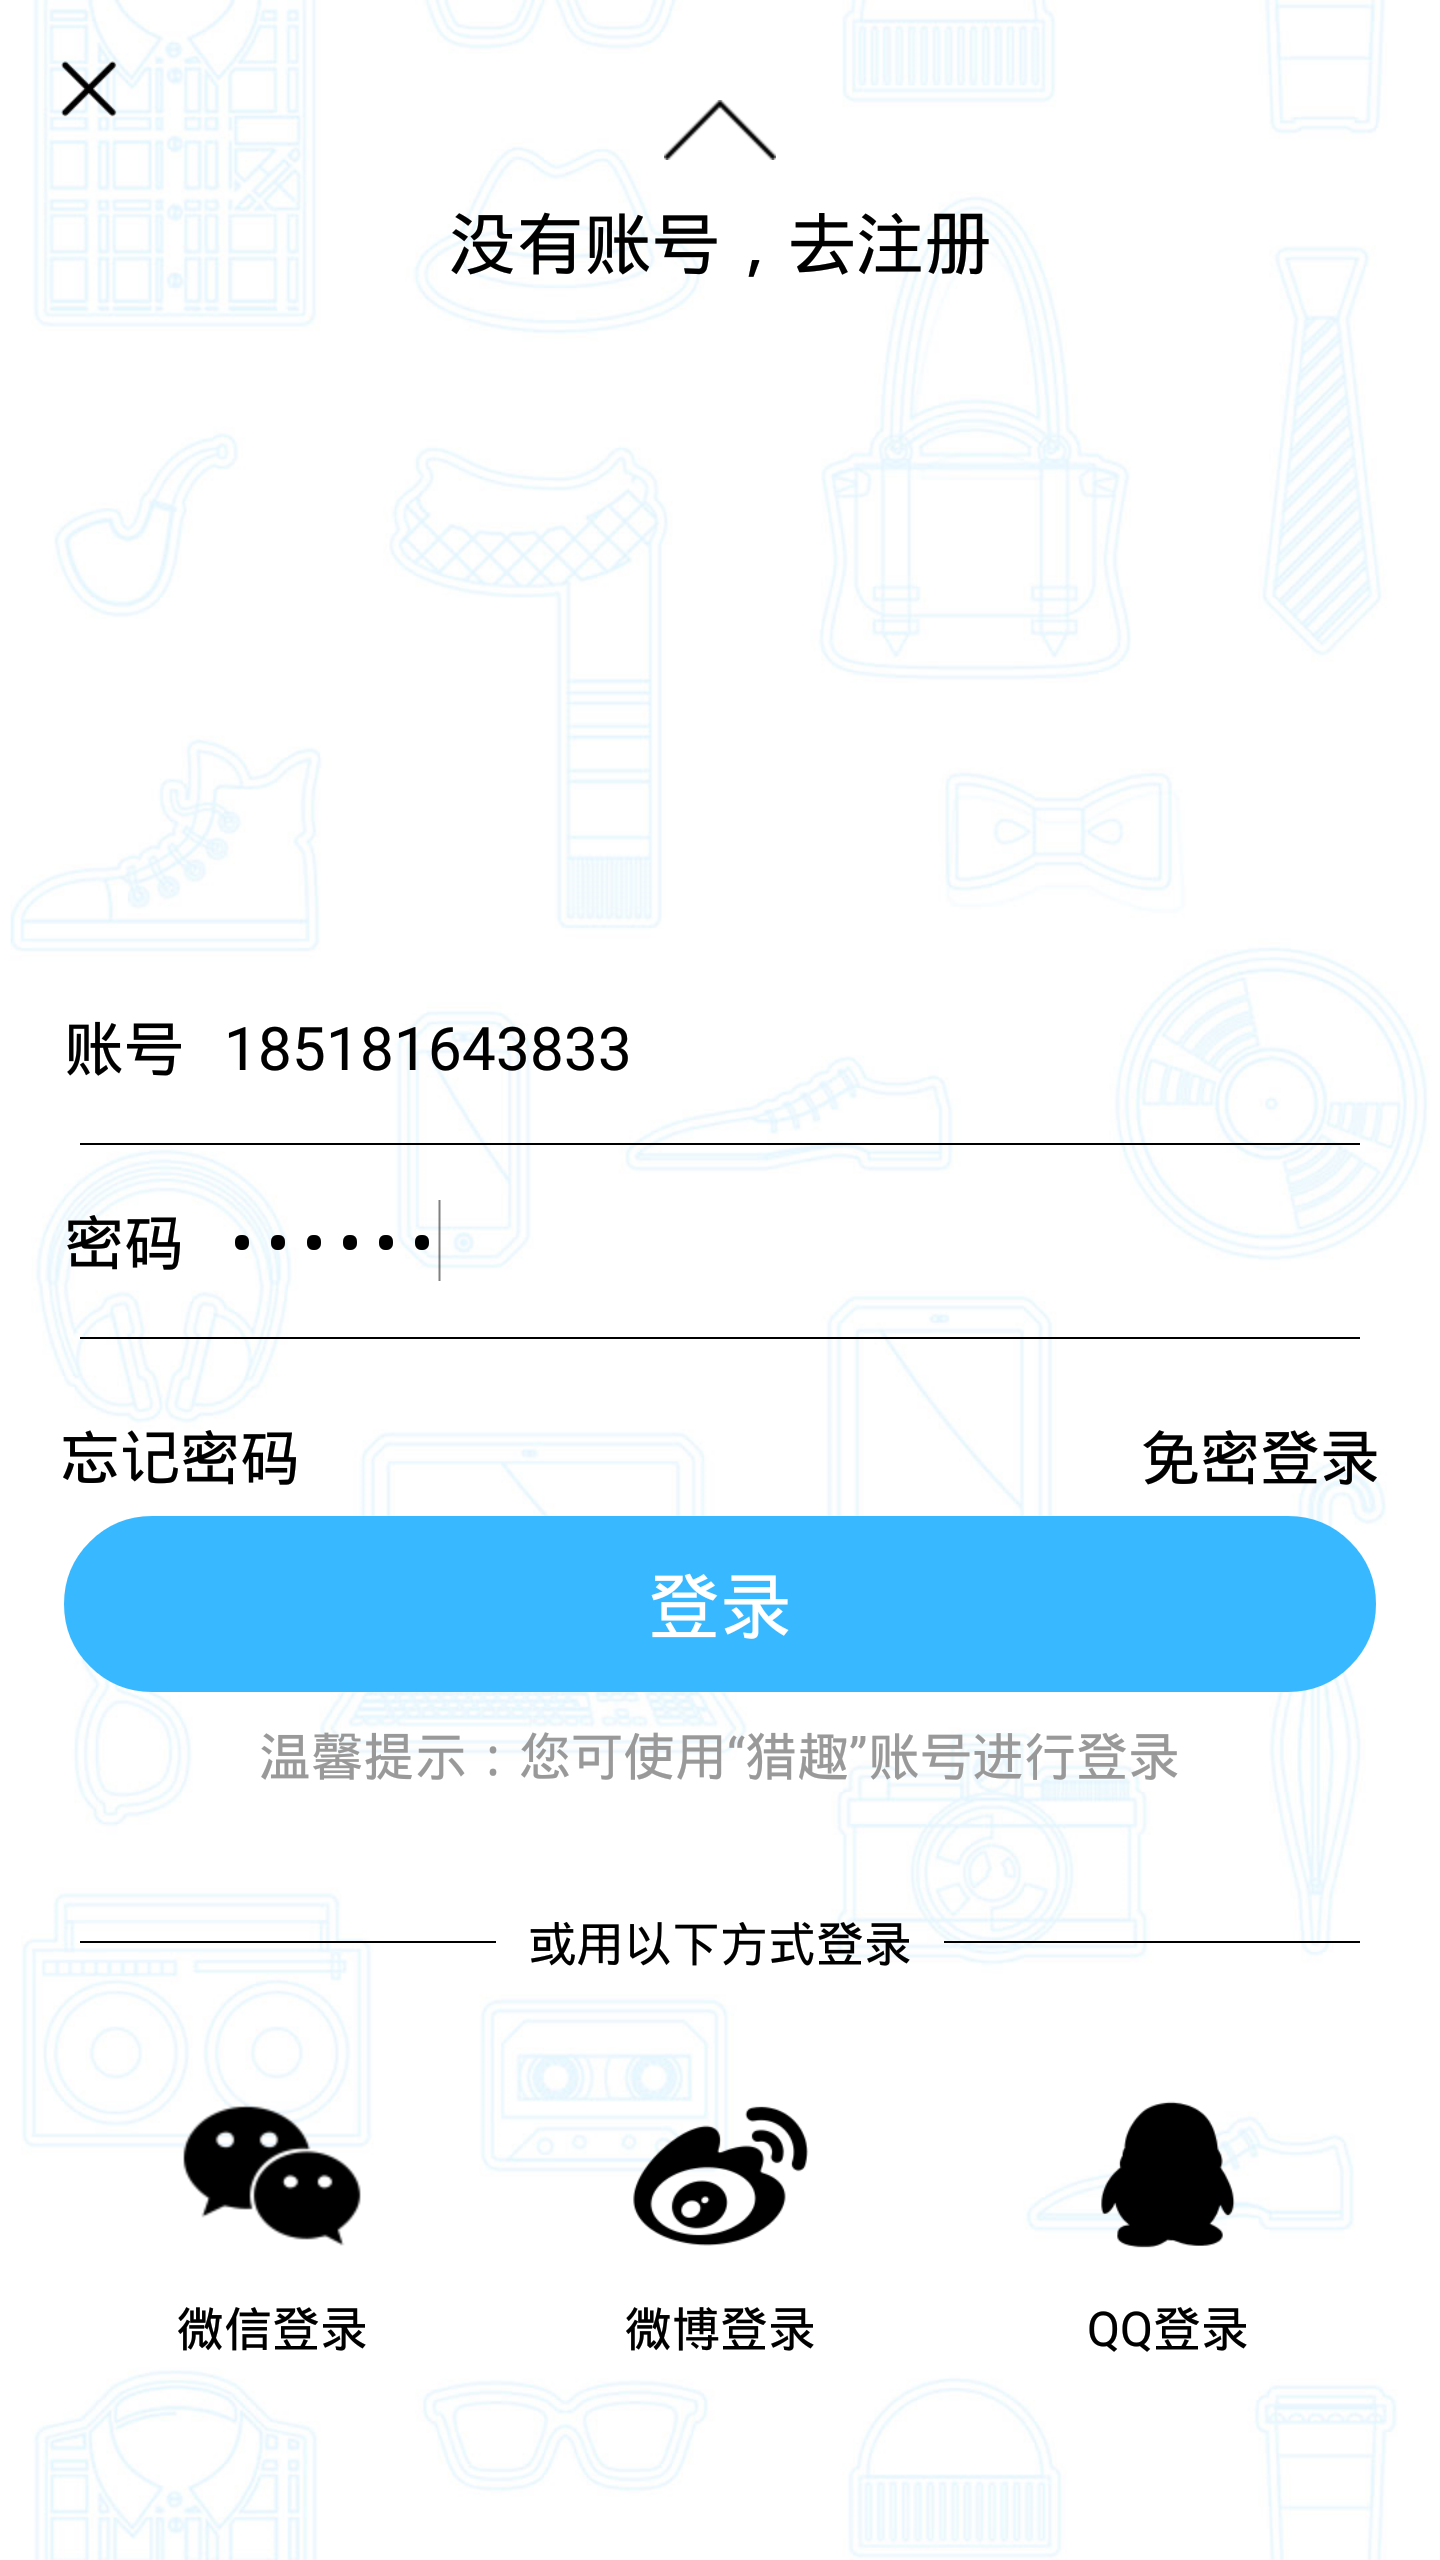 没有账号，去注册
账号 185181643833
密码 ••••••
忘记密码 免密登录
登录
温馨提示：您可使用“猎趣”账号进行登录
或用以下方式登录
微信登录 微博登录 QQ登录